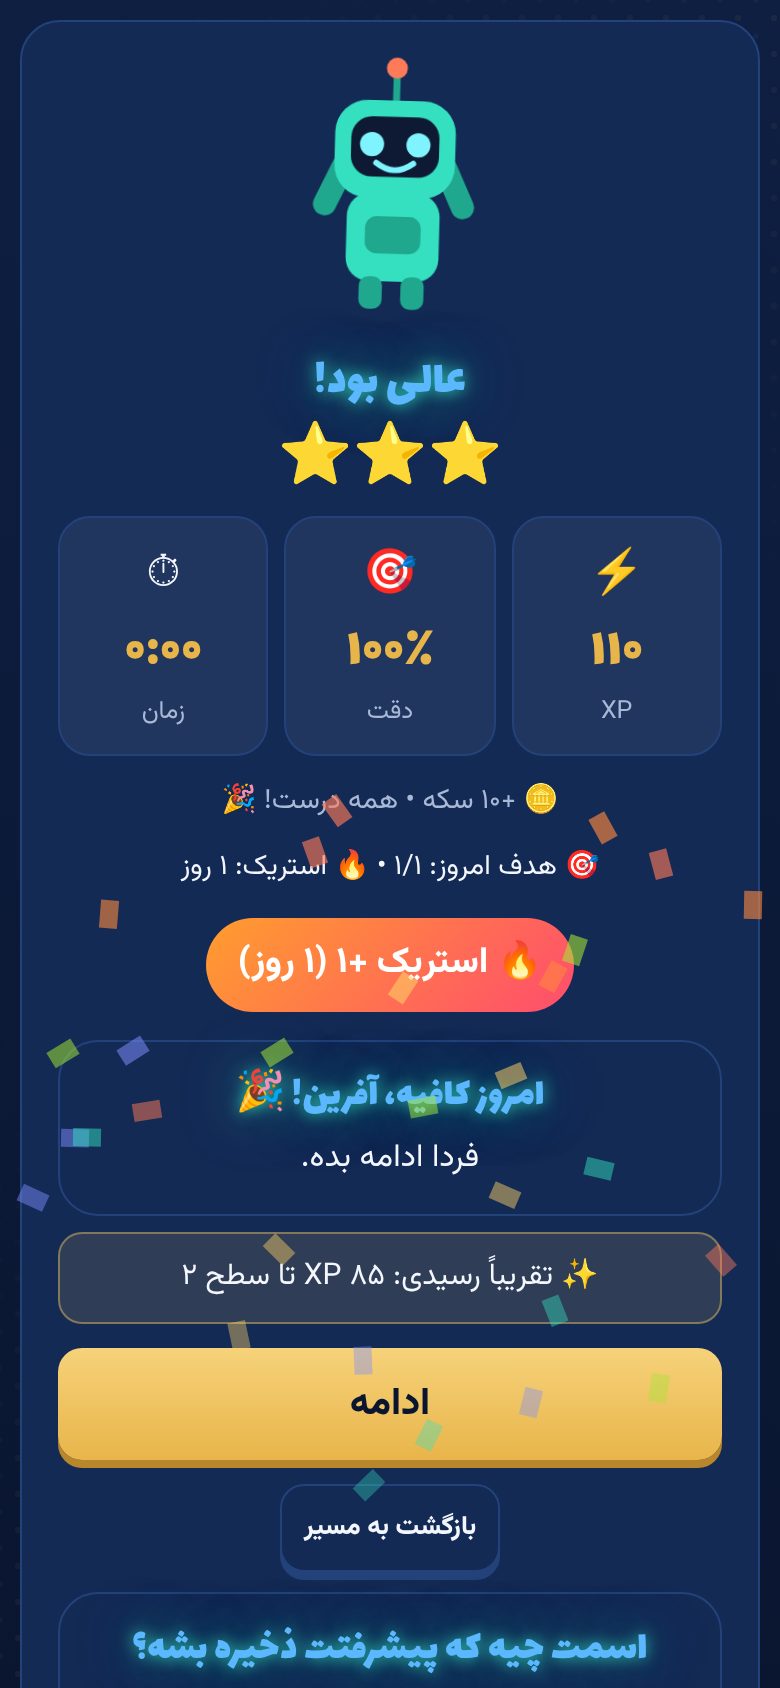 عالی بود!
⚡ 🎯 ⏱
۱۱۰ ۱۰۰٪ ۰:۰۰
XP دقت زمان
🪙 +۱۰ سکه • همه درست! 🎉
🎯 هدف امروز: ۱/۱ • 🔥 استریک: ۱ روز
🔥 استریک +۱ (۱ روز)
امروز کافیه، آفرین! 🎉
فردا ادامه بده.
✨ تقریباً رسیدی: ۸۵ XP تا سطح ۲
ادامه
بازگشت به مسیر
اسمت چیه که پیشرفتت ذخیره بشه؟